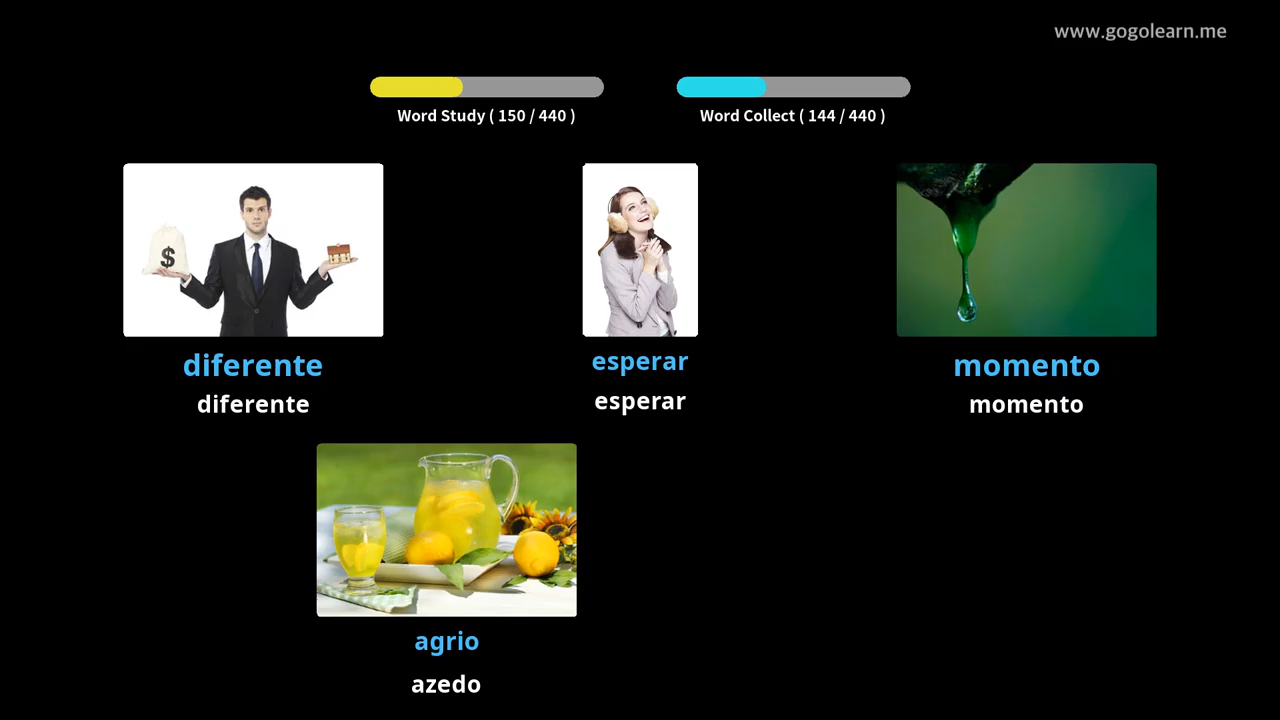 www.gogolearn.me
Word Study ( 150 / 440 )
Word Collect ( 144 / 440 )
$
diferente
diferente
esperar
esperar
momento
momento
agrio
azedo